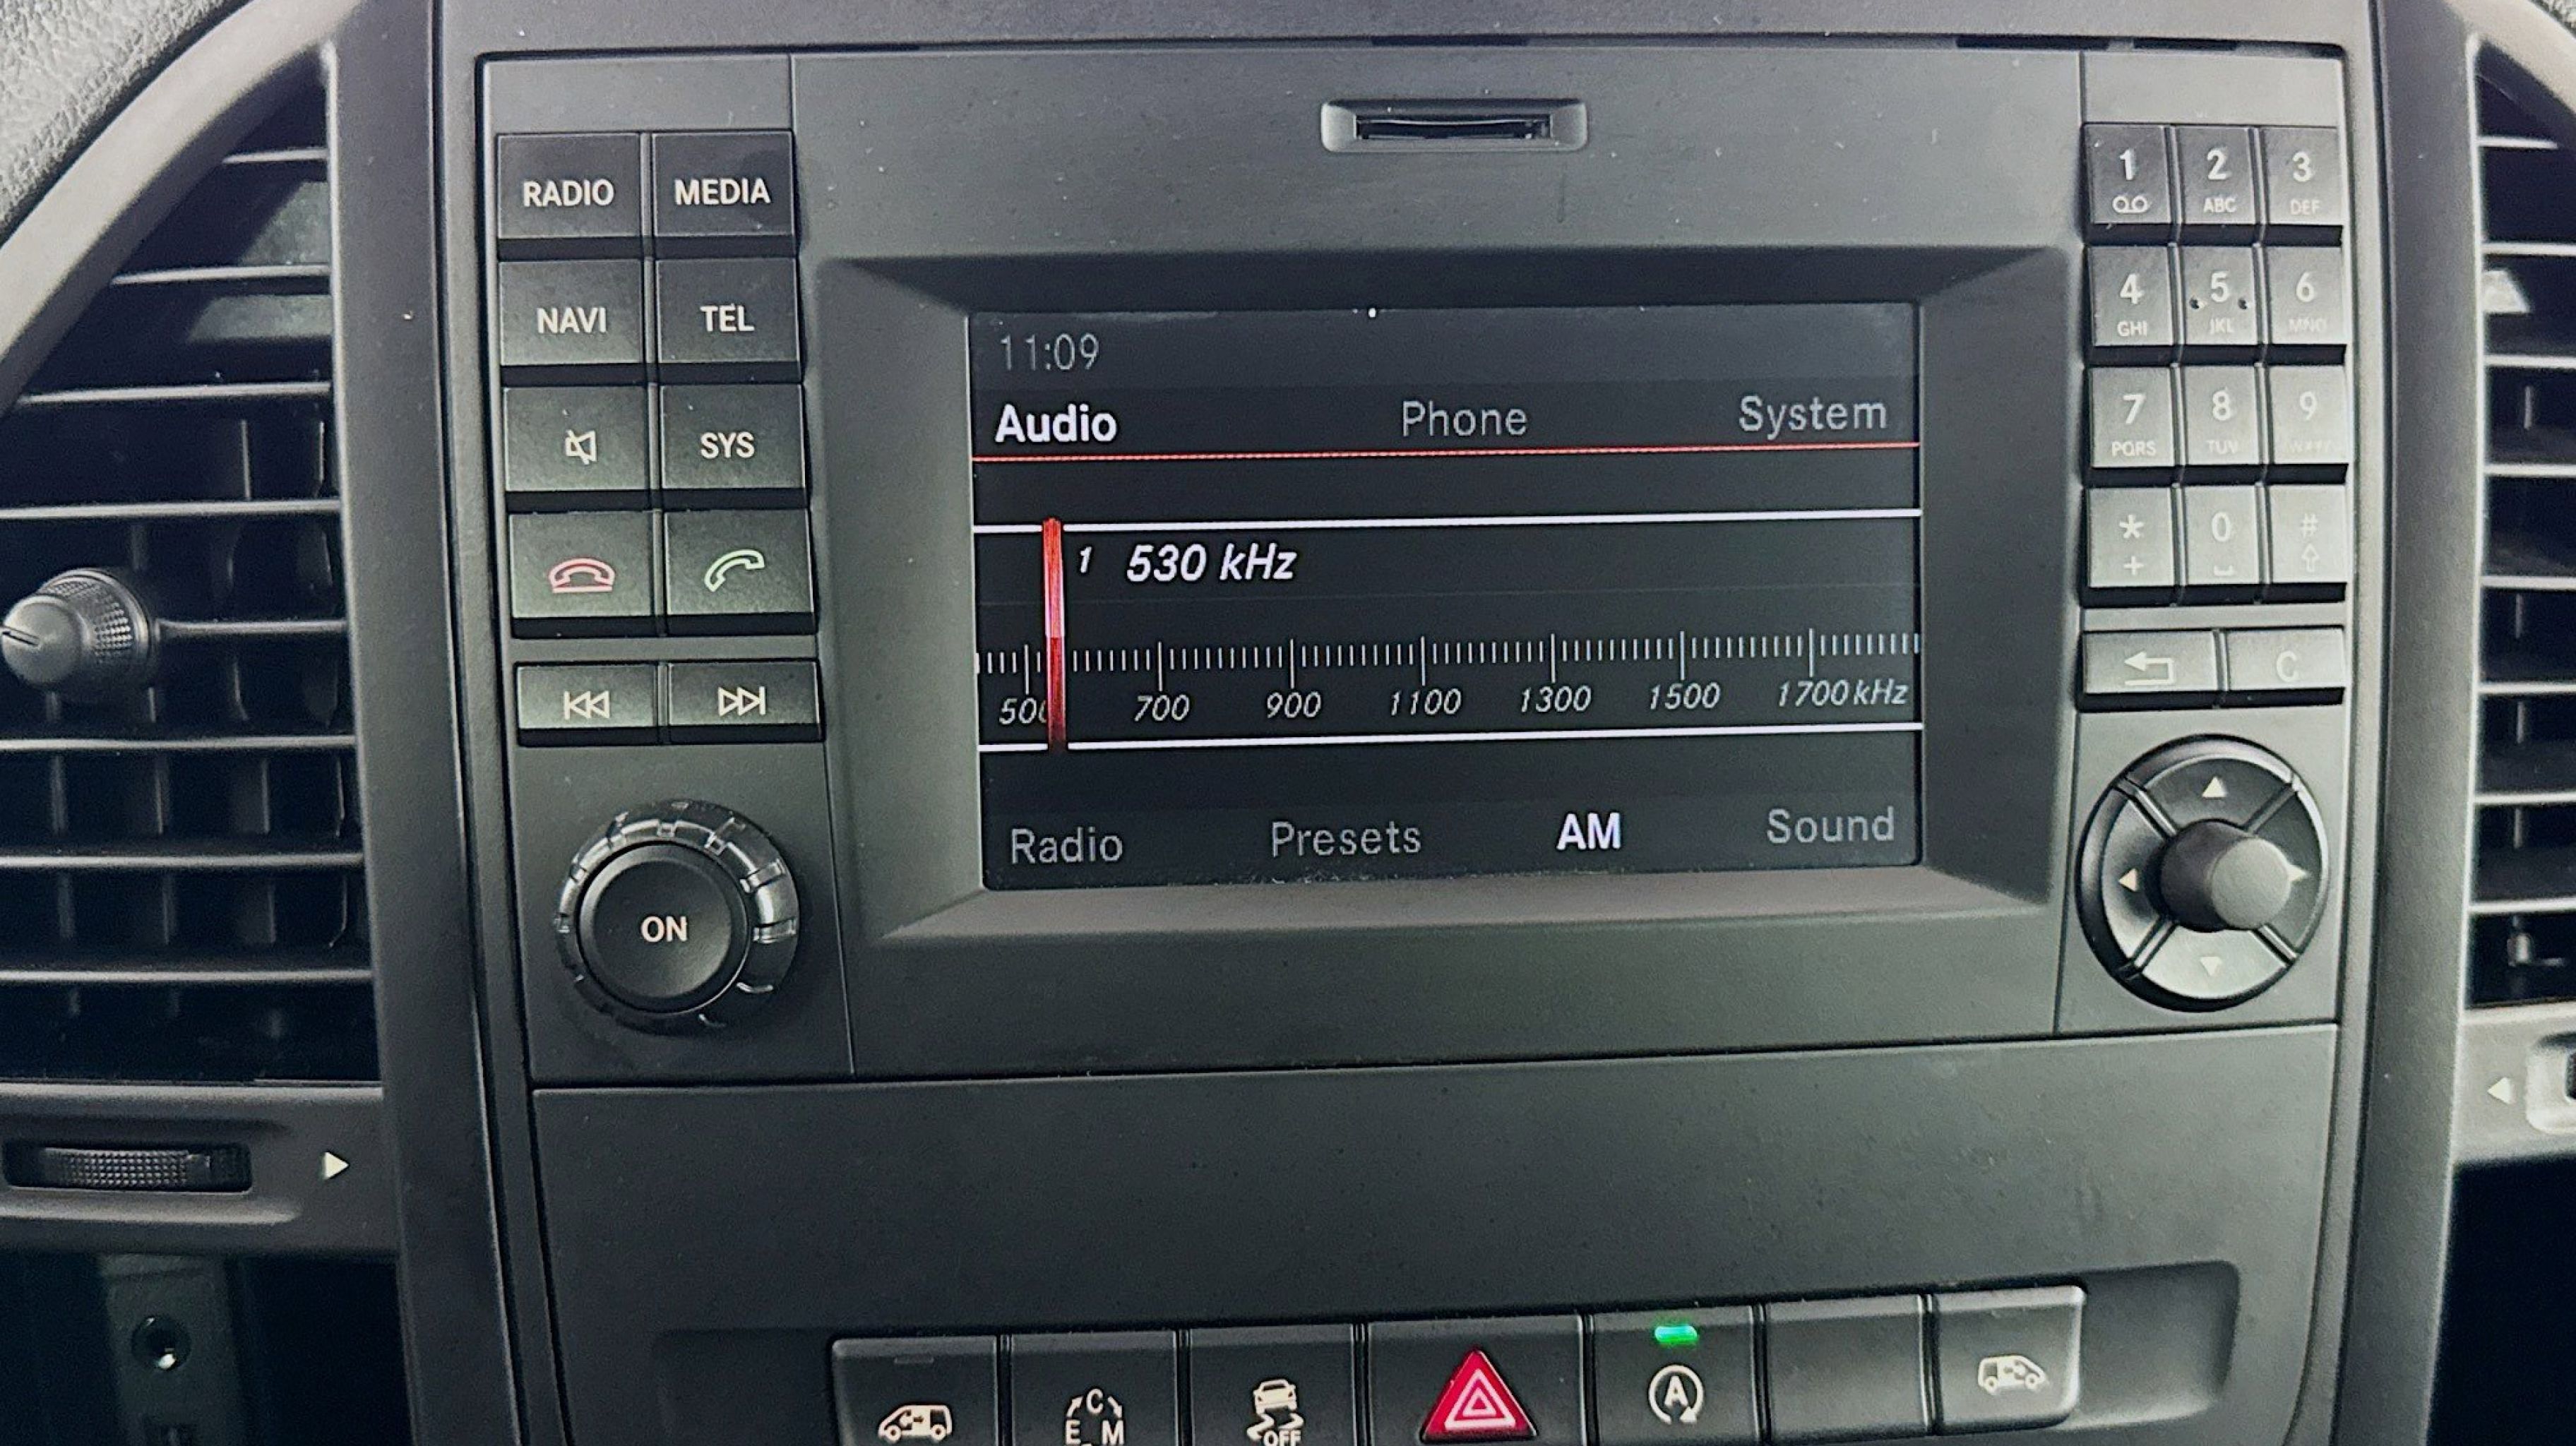 RADIO MEDIA
NAVI TEL
SYS
ON
11:09
Audio Phone System
1 530 kHz
700 900 1100 1300 1500 1700 kHz
Radio Presets AM Sound
1 2 3
ABC DEF
4 5 6
GHI JKL MNO
7 8 9
PQRS TUV
* 0 #
+
C
C
E M
OFF
A